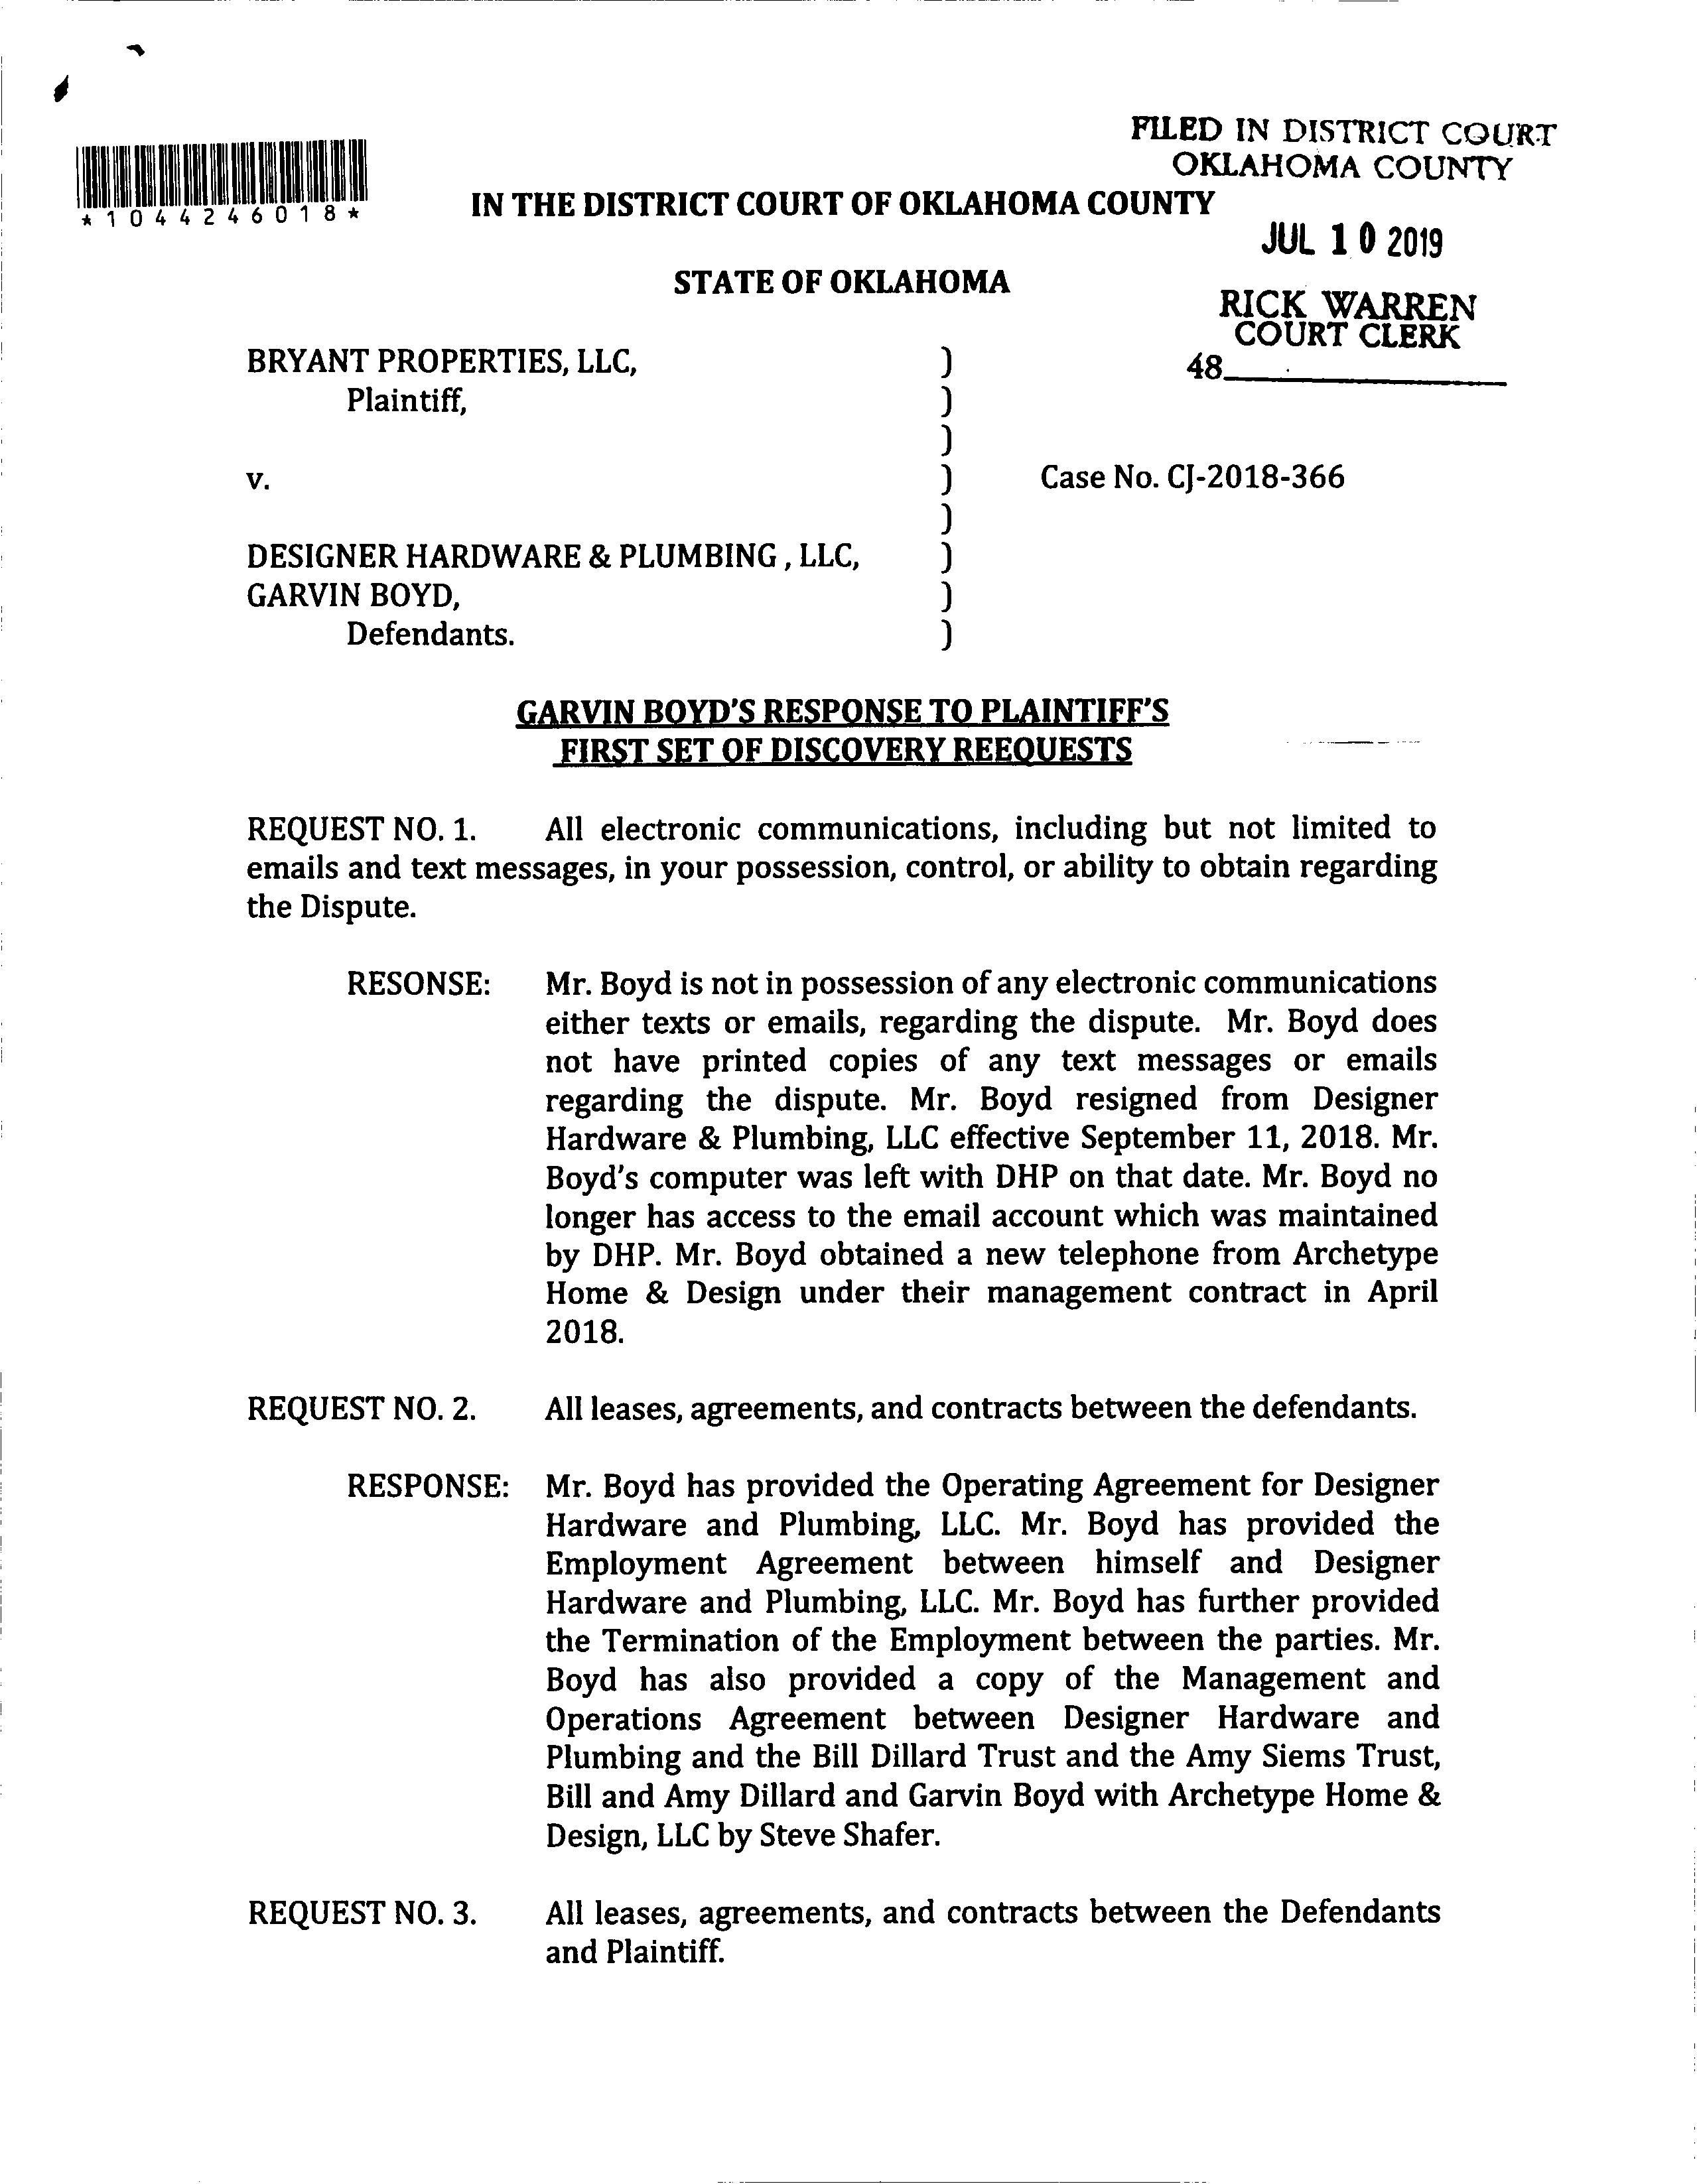 FILED IN DISTRICT COURT
OKLAHOMA COUNTY
*1044246018*
IN THE DISTRICT COURT OF OKLAHOMA COUNTY
JUL 10 2019
STATE OF OKLAHOMA
RICK WARREN
COURT CLERK
48
BRYANT PROPERTIES, LLC, )
Plaintiff, )
)
v. ) Case No. CJ-2018-366
)
DESIGNER HARDWARE & PLUMBING , LLC, )
GARVIN BOYD, )
Defendants. )
GARVIN BOYD'S RESPONSE TO PLAINTIFF'S
FIRST SET OF DISCOVERY REEQUESTS
REQUEST NO. 1. All electronic communications, including but not limited to
emails and text messages, in your possession, control, or ability to obtain regarding
the Dispute.
RESONSE: Mr. Boyd is not in possession of any electronic communications
either texts or emails, regarding the dispute. Mr. Boyd does
not have printed copies of any text messages or emails
regarding the dispute. Mr. Boyd resigned from Designer
Hardware & Plumbing, LLC effective September 11, 2018. Mr.
Boyd's computer was left with DHP on that date. Mr. Boyd no
longer has access to the email account which was maintained
by DHP. Mr. Boyd obtained a new telephone from Archetype
Home & Design under their management contract in April
2018.
REQUEST NO. 2. All leases, agreements, and contracts between the defendants.
RESPONSE: Mr. Boyd has provided the Operating Agreement for Designer
Hardware and Plumbing, LLC. Mr. Boyd has provided the
Employment Agreement between himself and Designer
Hardware and Plumbing, LLC. Mr. Boyd has further provided
the Termination of the Employment between the parties. Mr.
Boyd has also provided a copy of the Management and
Operations Agreement between Designer Hardware and
Plumbing and the Bill Dillard Trust and the Amy Siems Trust,
Bill and Amy Dillard and Garvin Boyd with Archetype Home &
Design, LLC by Steve Shafer.
REQUEST NO. 3. All leases, agreements, and contracts between the Defendants
and Plaintiff.